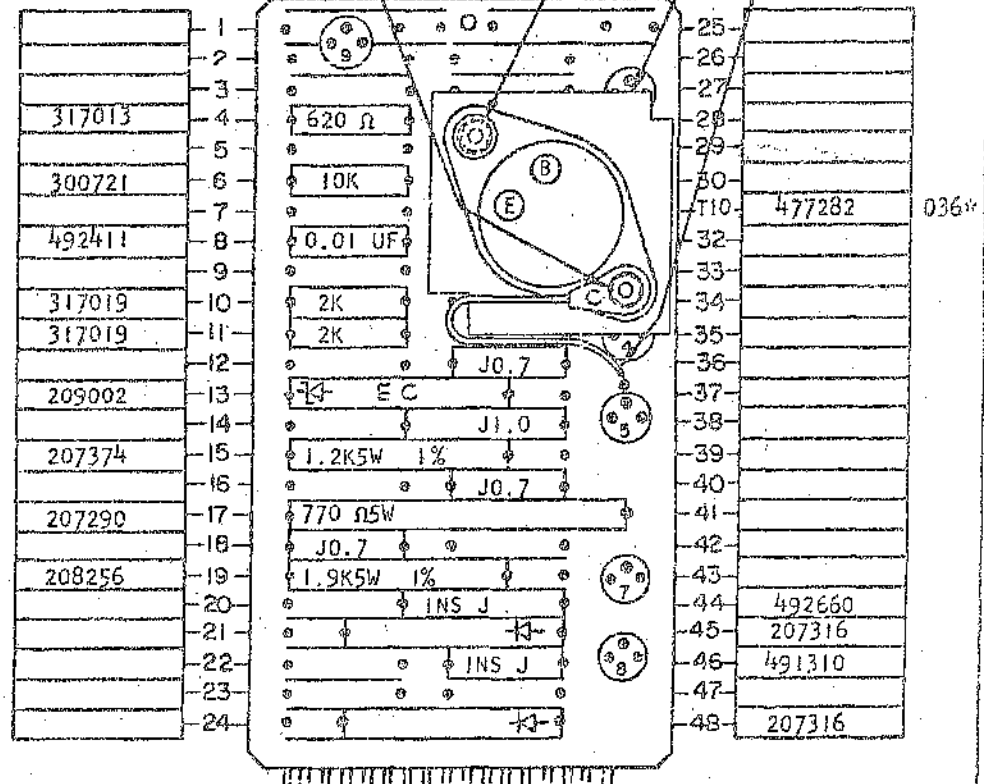 1 O 25
9
2 26
3 27
317013 4 620 Ω 28
5 29
B
300721 6 10K 30
E
7 T10 477282 036*
492411 8 0.01 UF 32
9 33
C O
317019 10 2K 34
317019 11 2K 35
4
12 J0.7 36
209002 13 E C 37
14 J1.0 38
5
207374 15 1.2K5W 1% 39
16 J0.7 40
207290 17 770 Ω5W 41
18 J0.7 42
208256 19 1.9K5W 1% 43
7
20 INS J 44 492660
21 45 207316
22 INS J 46 491310
8
23 47
24 48 207316